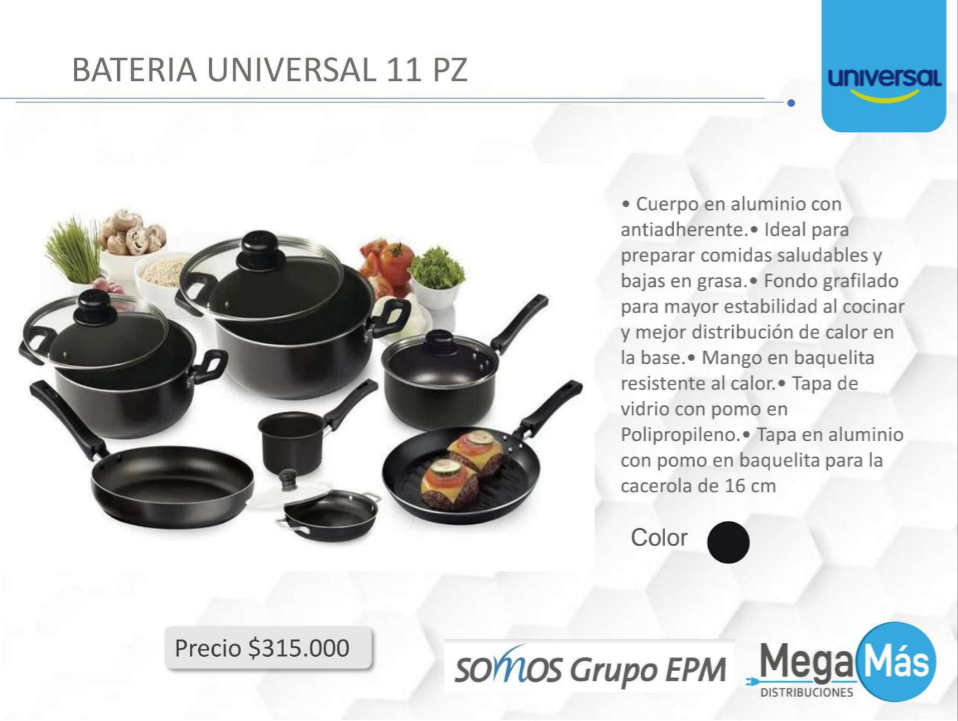 BATERIA UNIVERSAL 11 PZ
universal
• Cuerpo en aluminio con
antiadherente.• Ideal para
preparar comidas saludables y
bajas en grasa.• Fondo grafilado
para mayor estabilidad al cocinar
y mejor distribución de calor en
la base.• Mango en baquelita
resistente al calor.• Tapa de
vidrio con pomo en
Polipropileno.• Tapa en aluminio
con pomo en baquelita para la
cacerola de 16 cm
Color
Precio $315.000
somos Grupo EPM
Mega Más
DISTRIBUCIONES